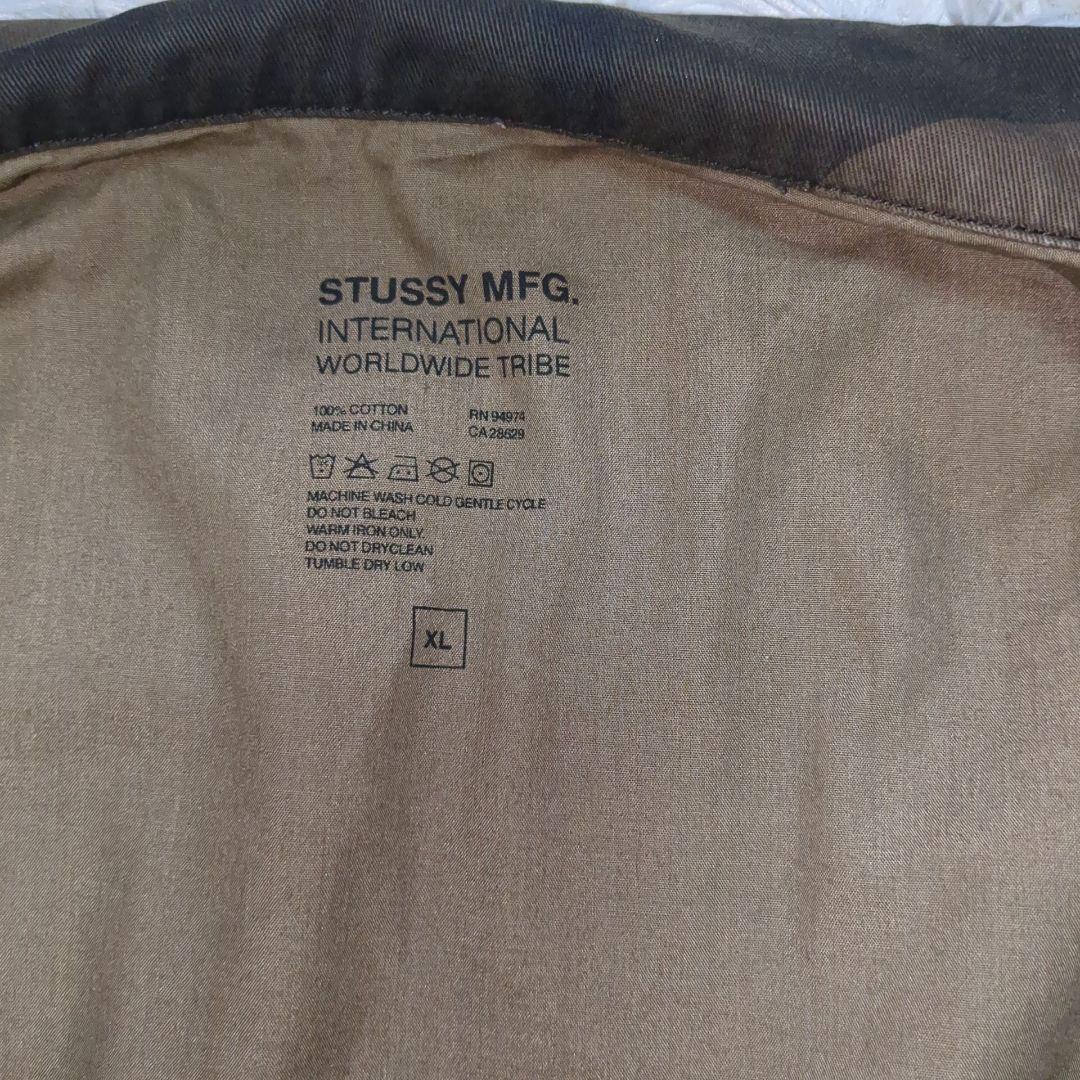 STUSSY MFG.
INTERNATIONAL
WORLDWIDE TRIBE
100% COTTON RN 94974
MADE IN CHINA CA 28629
MACHINE WASH COLD GENTLE CYCLE
DO NOT BLEACH
WARM IRON ONLY.
DO NOT DRYCLEAN
TUMBLE DRY LOW
XL